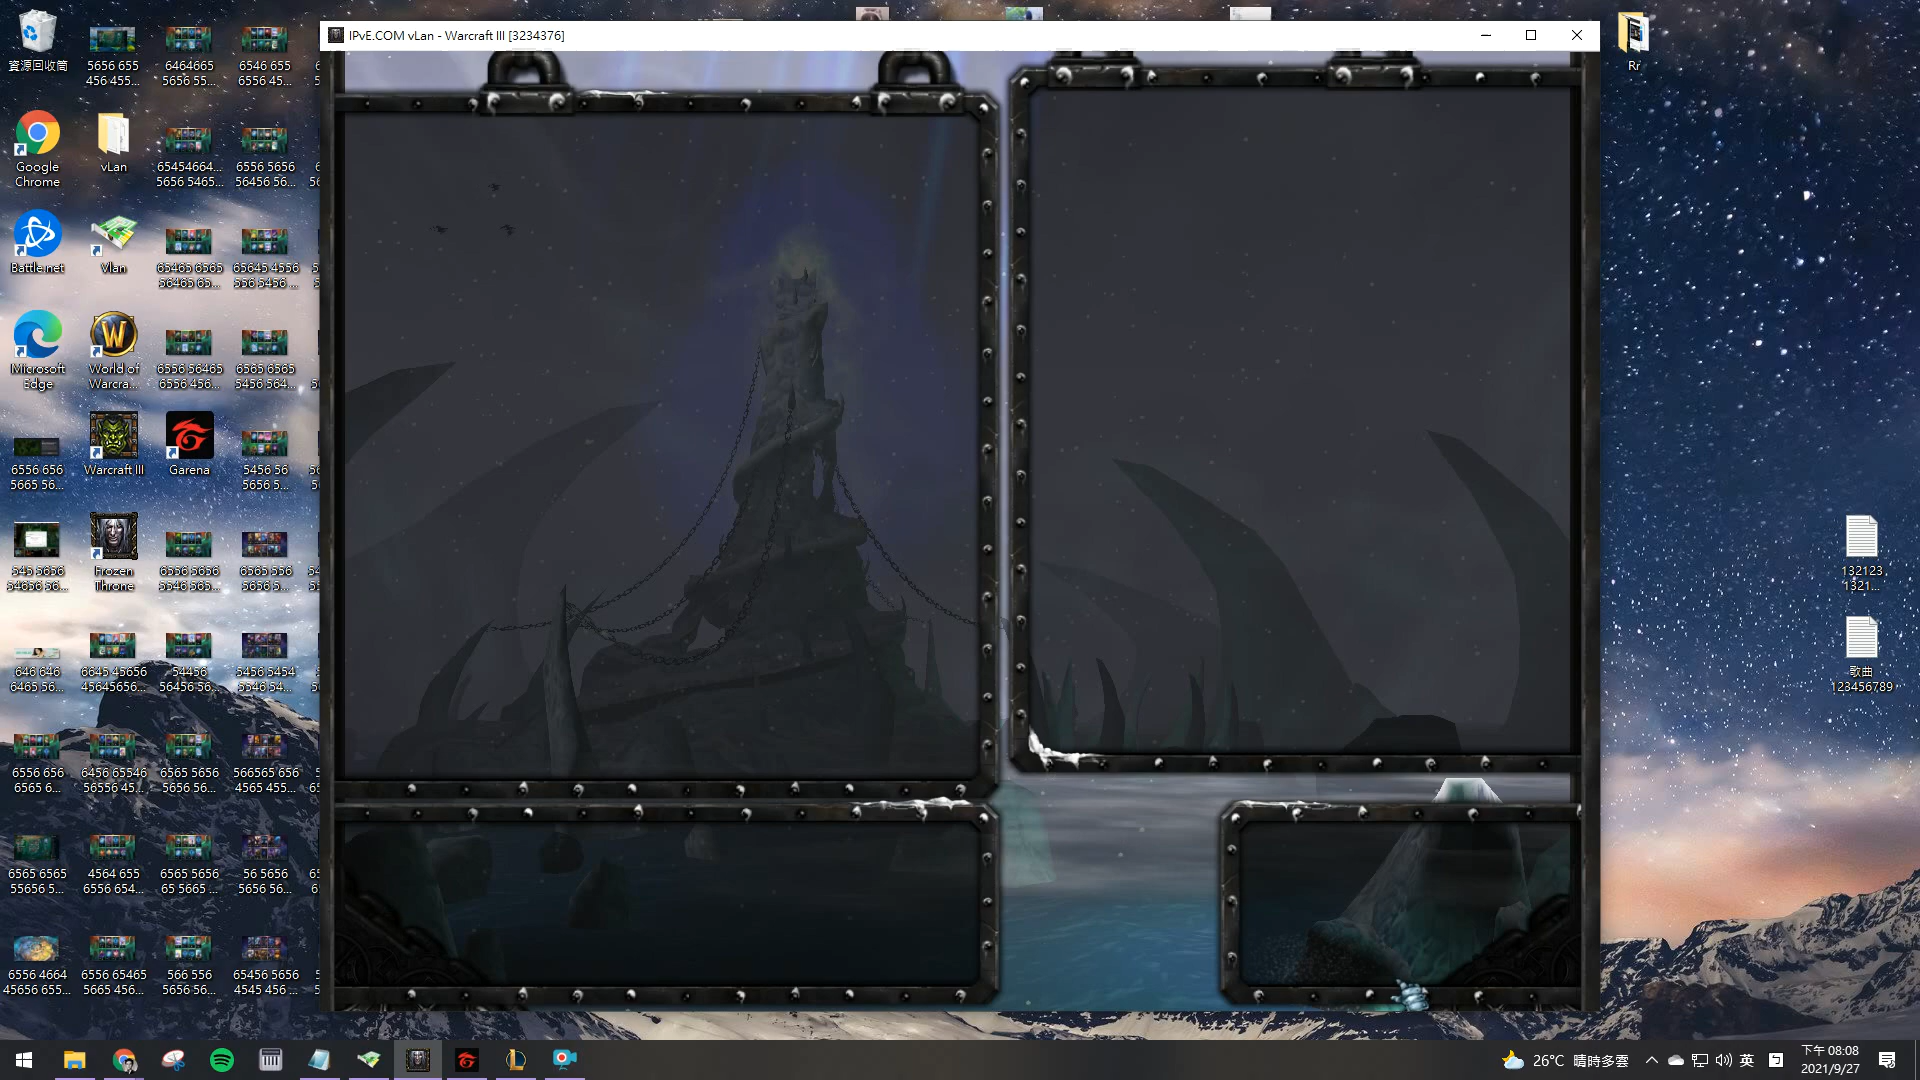 IPvE.COM vLan - Warcraft III [3234376]
資源回收筒
5656 655
456 455...
6464665
5656 55...
6546 655
6556 45...
Google
Chrome
vLan
65454664...
5656 5465...
6556 5656
56456 56...
Battle.net
Vlan
65465 6565
56465 65...
65645 4556
556 5456 ...
Microsoft
Edge
World of
Warcra...
6556 56465
6556 456...
6565 6565
5456 564...
6556 656
5665 56...
Warcraft III
Garena
5456 56
5656 5...
545 5656
54656 56...
Frozen
Throne
6556 5656
5546 565...
6565 556
5656 5...
646 646
6465 56...
6645 45656
45645656...
54456
56456 56...
5456 5454
5546 54...
6556 656
6565 6...
6456 65546
56556 45...
6565 5656
5656 56...
566565 656
4565 455...
6565 6565
55656 5...
4564 655
6556 654...
6565 5656
65 5665 ...
56 5656
5656 56...
6556 4664
45656 655...
6556 65465
5665 456...
566 556
5656 56...
65456 5656
4545 456 ...
Rr
132123
1321...
歌曲
123456789
26°C 晴時多雲
英
下午 08:08
2021/9/27